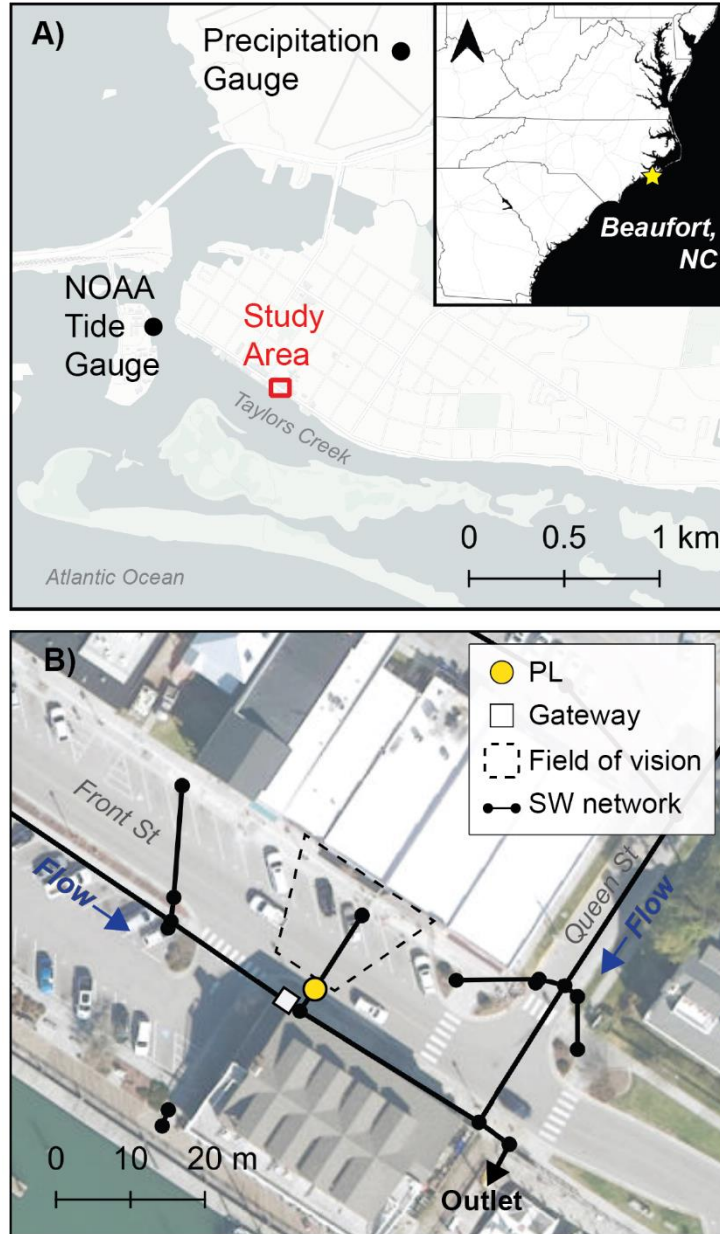 A)
Precipitation
Gauge
Beaufort,
NC
NOAA
Tide
Gauge
Study
Area
Taylors Creek
0 0.5 1 km
Atlantic Ocean
B)
PL
Gateway
Field of vision
SW network
Front St
Flow
Queen St
Flow
0 10 20 m
Outlet